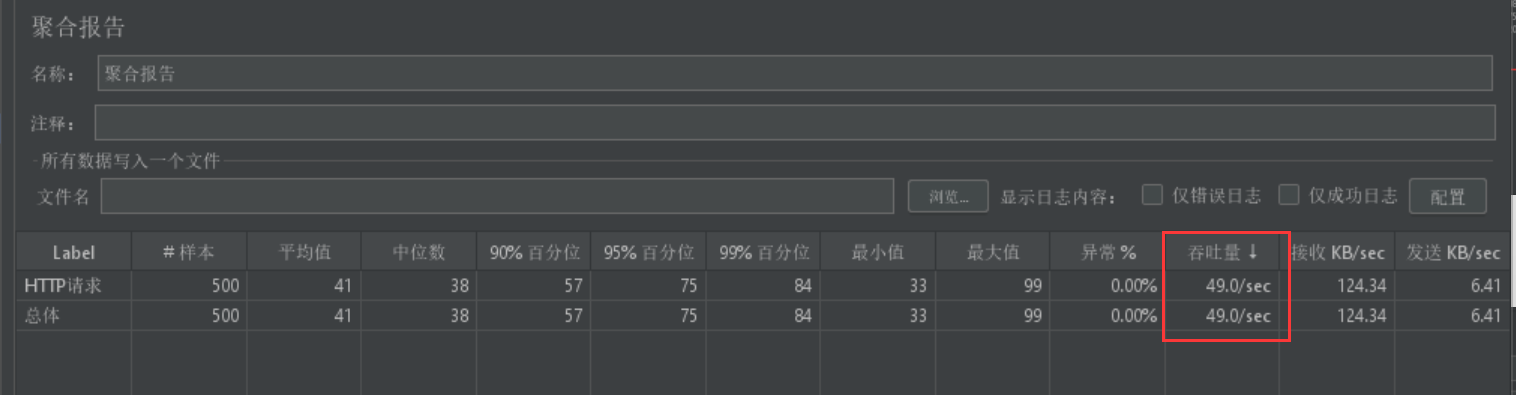 聚合报告
名称： 聚合报告
注释：
所有数据写入一个文件
文件名 浏览... 显示日志内容： 仅错误日志 仅成功日志 配置
Label # 样本 平均值 中位数 90% 百分位 95% 百分位 99% 百分位 最小值 最大值 异常 % 吞吐量 ↓ 接收 KB/sec 发送 KB/sec
HTTP请求 500 41 38 57 75 84 33 99 0.00% 49.0/sec 124.34 6.41
总体 500 41 38 57 75 84 33 99 0.00% 49.0/sec 124.34 6.41